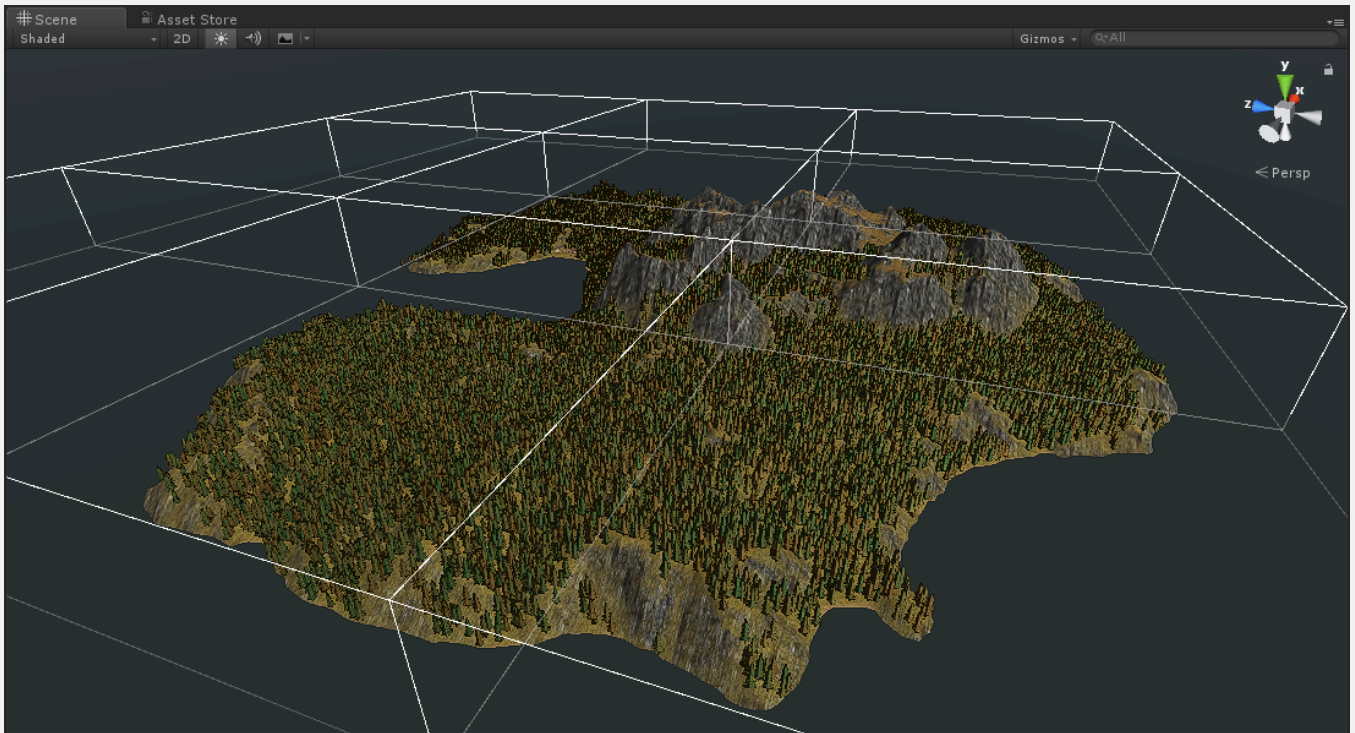 Scene
Asset Store
Shaded
2D
Gizmos
All
y
x
z
Persp